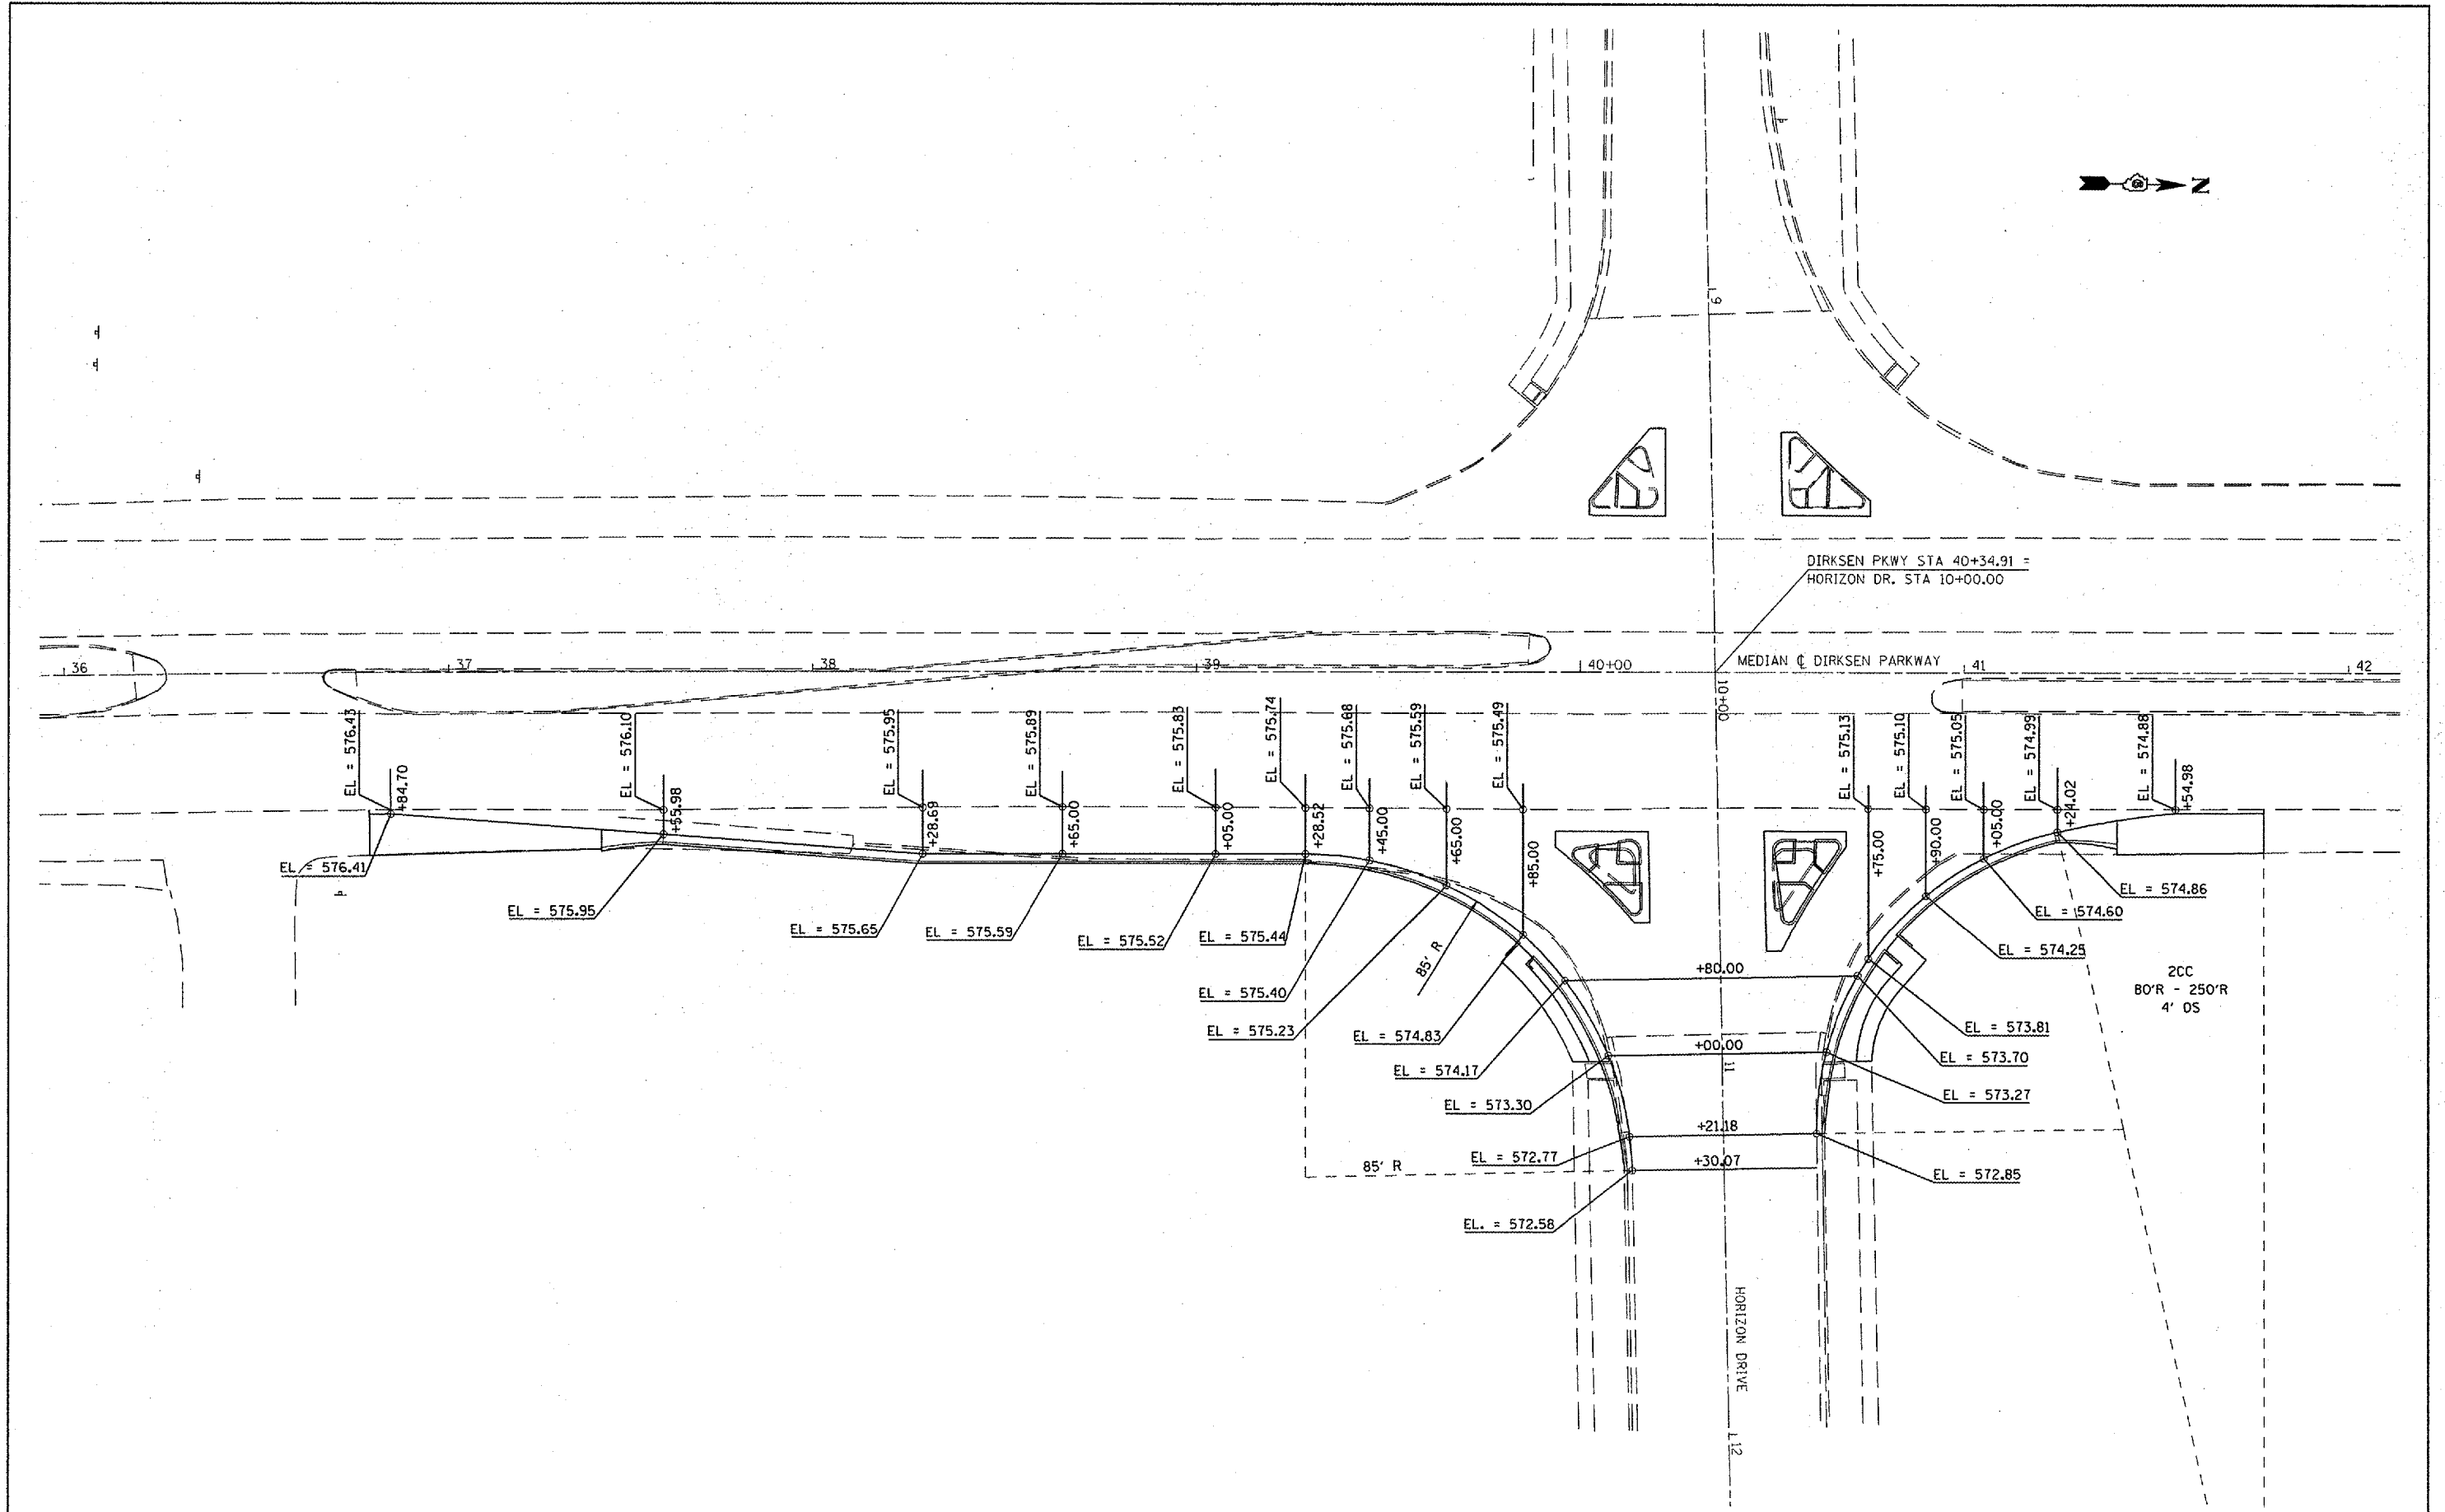 N
9
DIRKSEN PKWY STA 40+34.91 =
HORIZON DR. STA 10+00.00
36
37
38
39
40+00
MEDIAN ℄ DIRKSEN PARKWAY
41
42
10+00
EL = 576.43
+84.70
EL = 576.10
+55.98
EL = 575.95
+28.69
EL = 575.89
+65.00
EL = 575.83
+05.00
EL = 575.74
+28.52
EL = 575.68
+45.00
EL = 575.59
+65.00
EL = 575.49
+85.00
EL = 575.13
+75.00
EL = 575.10
+90.00
EL = 575.05
+05.00
EL = 574.99
+24.02
EL = 574.88
+54.98
EL = 576.41
EL = 575.95
EL = 575.65
EL = 575.59
EL = 575.52
EL = 575.44
EL = 575.40
EL = 575.23
EL = 574.83
EL = 574.17
EL = 573.30
EL = 572.77
EL. = 572.58
85' R
85' R
+80.00
+00.00
11
+21.18
+30.07
EL = 574.86
EL = 574.60
EL = 574.25
EL = 573.81
EL = 573.70
EL = 573.27
EL = 572.85
2CC
80'R - 250'R
4' OS
HORIZON DRIVE
12